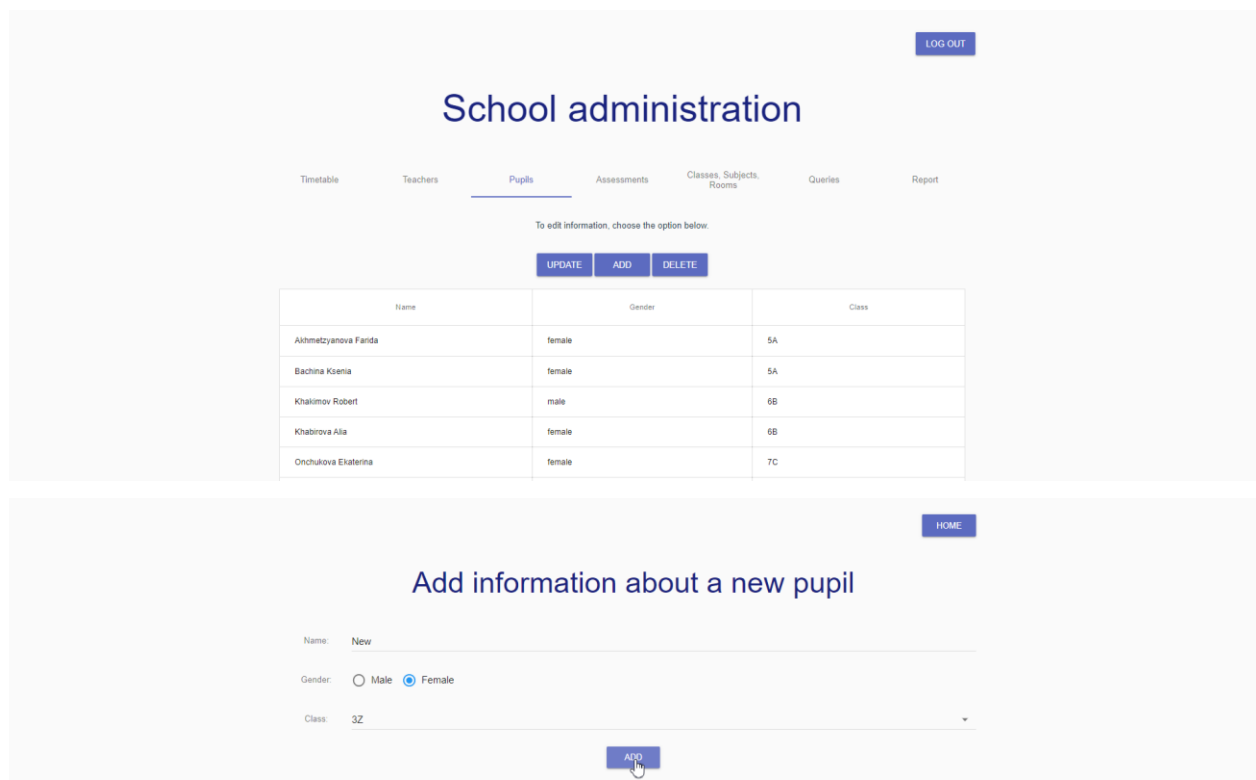 LOG OUT
School administration
Timetable Teachers Pupils Assessments Classes, Subjects, Rooms Queries Report
To edit information, choose the option below.
UPDATE ADD DELETE
Name Gender Class
Akhmetzyanova Farida female 5A
Bachina Ksenia female 5A
Khakimov Robert male 6B
Khabirova Alia female 6B
Onchukova Ekaterina female 7C
HOME
Add information about a new pupil
Name: New
Gender: Male Female
Class: 3Z
ADD